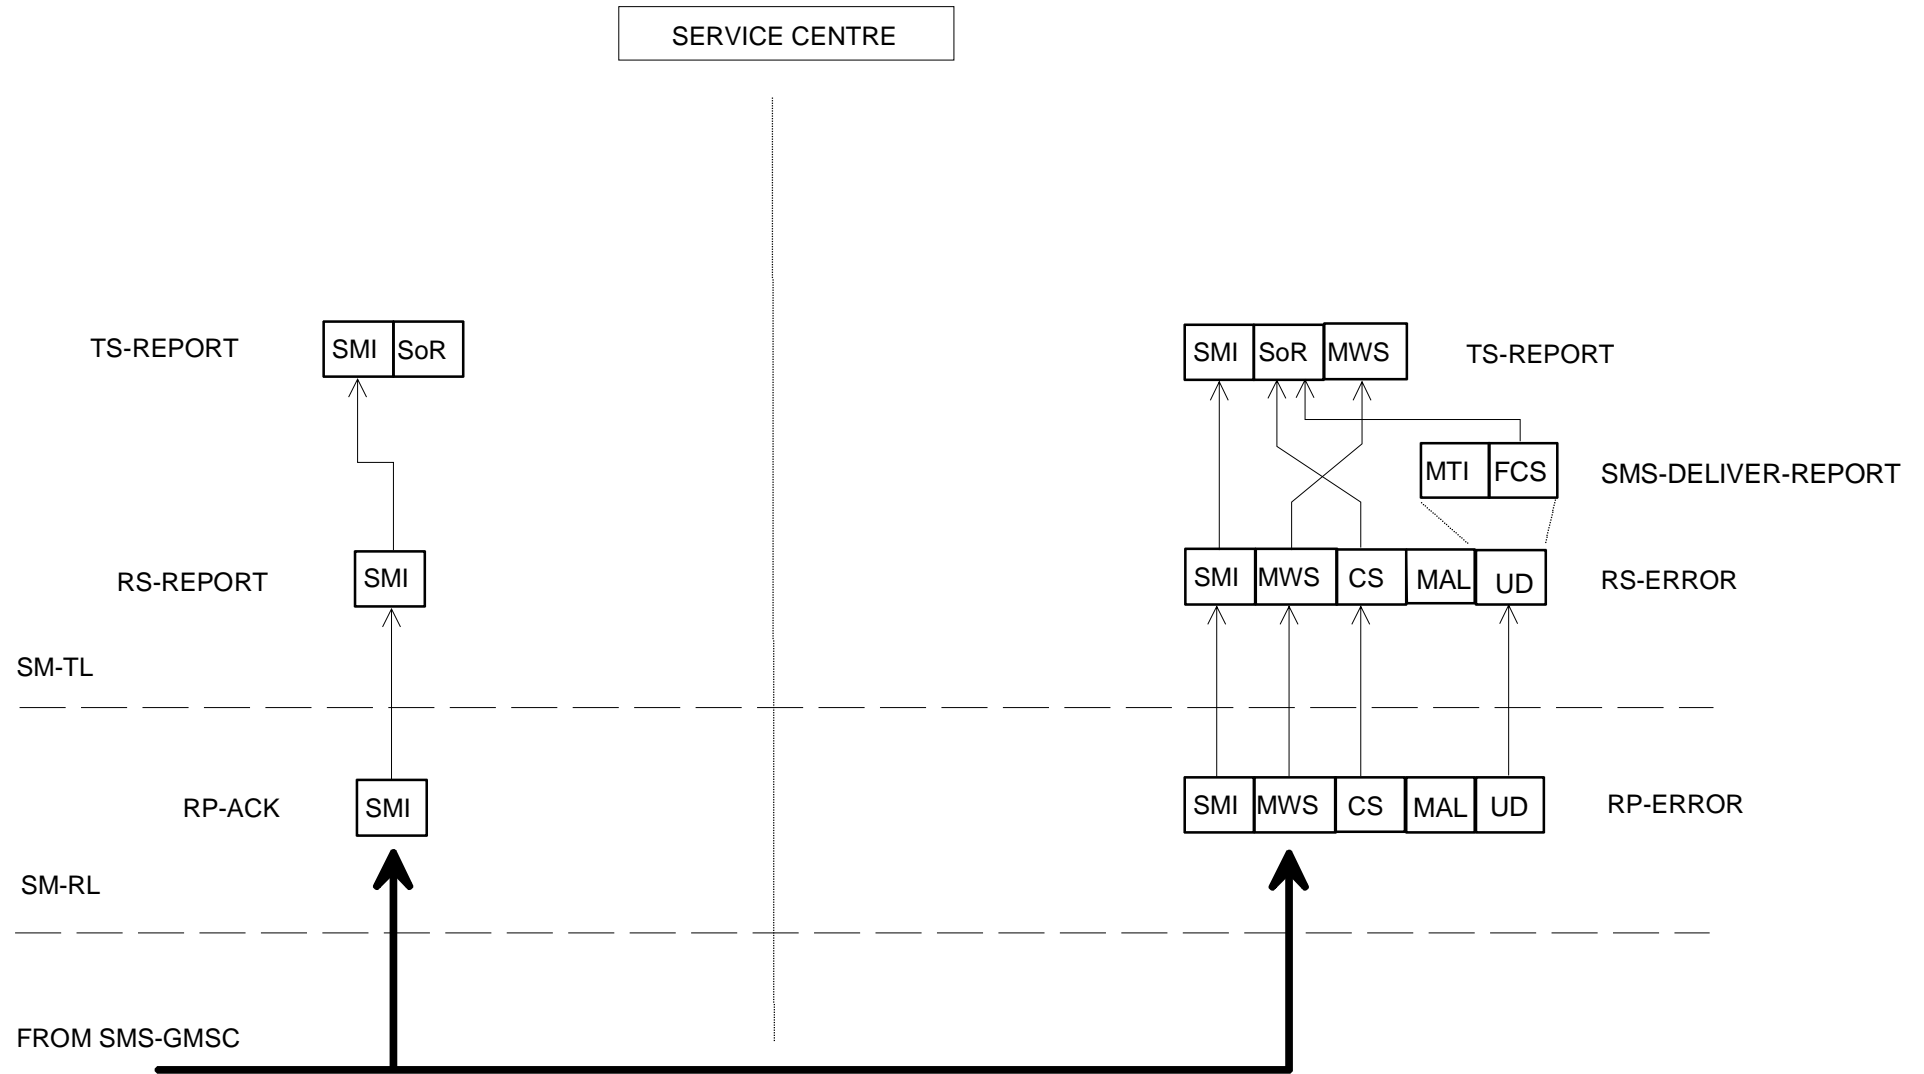 SERVICE CENTRE
TS-REPORT SMI SoR SMI SoR MWS TS-REPORT
MTI FCS SMS-DELIVER-REPORT
RS-REPORT SMI SMI MWS CS MAL UD RS-ERROR
SM-TL
RP-ACK SMI SMI MWS CS MAL UD RP-ERROR
SM-RL
FROM SMS-GMSC